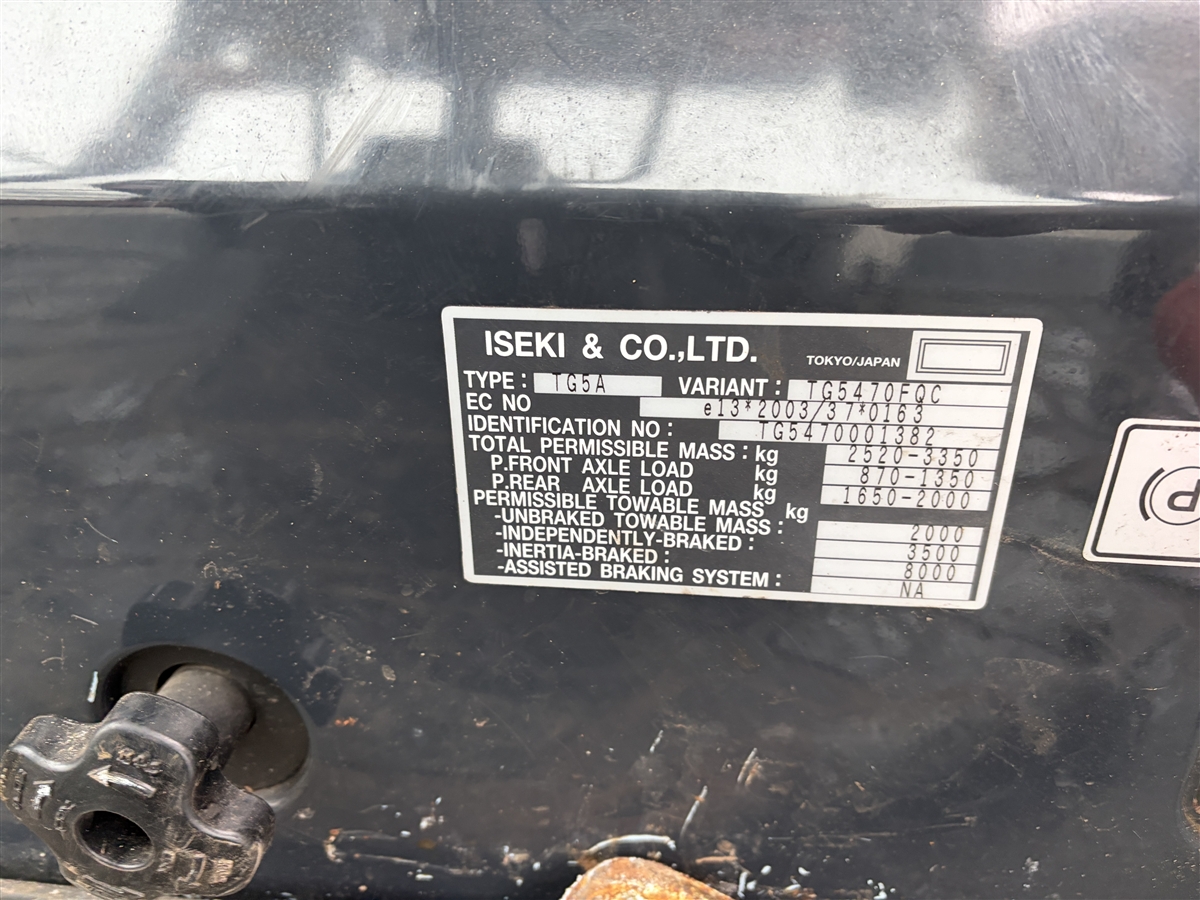 ISEKI & CO.,LTD. TOKYO/JAPAN
TYPE : TG5A VARIANT : TG5470FQC
EC NO e13*2003/37*0163
IDENTIFICATION NO : TG5470001382
TOTAL PERMISSIBLE MASS : kg 2520-3350
P.FRONT AXLE LOAD kg 870-1350
P.REAR AXLE LOAD kg 1650-2000
PERMISSIBLE TOWABLE MASS kg
-UNBRAKED TOWABLE MASS : 2000
-INDEPENDENTLY-BRAKED : 3500
-INERTIA-BRAKED : 8000
-ASSISTED BRAKING SYSTEM : NA
P